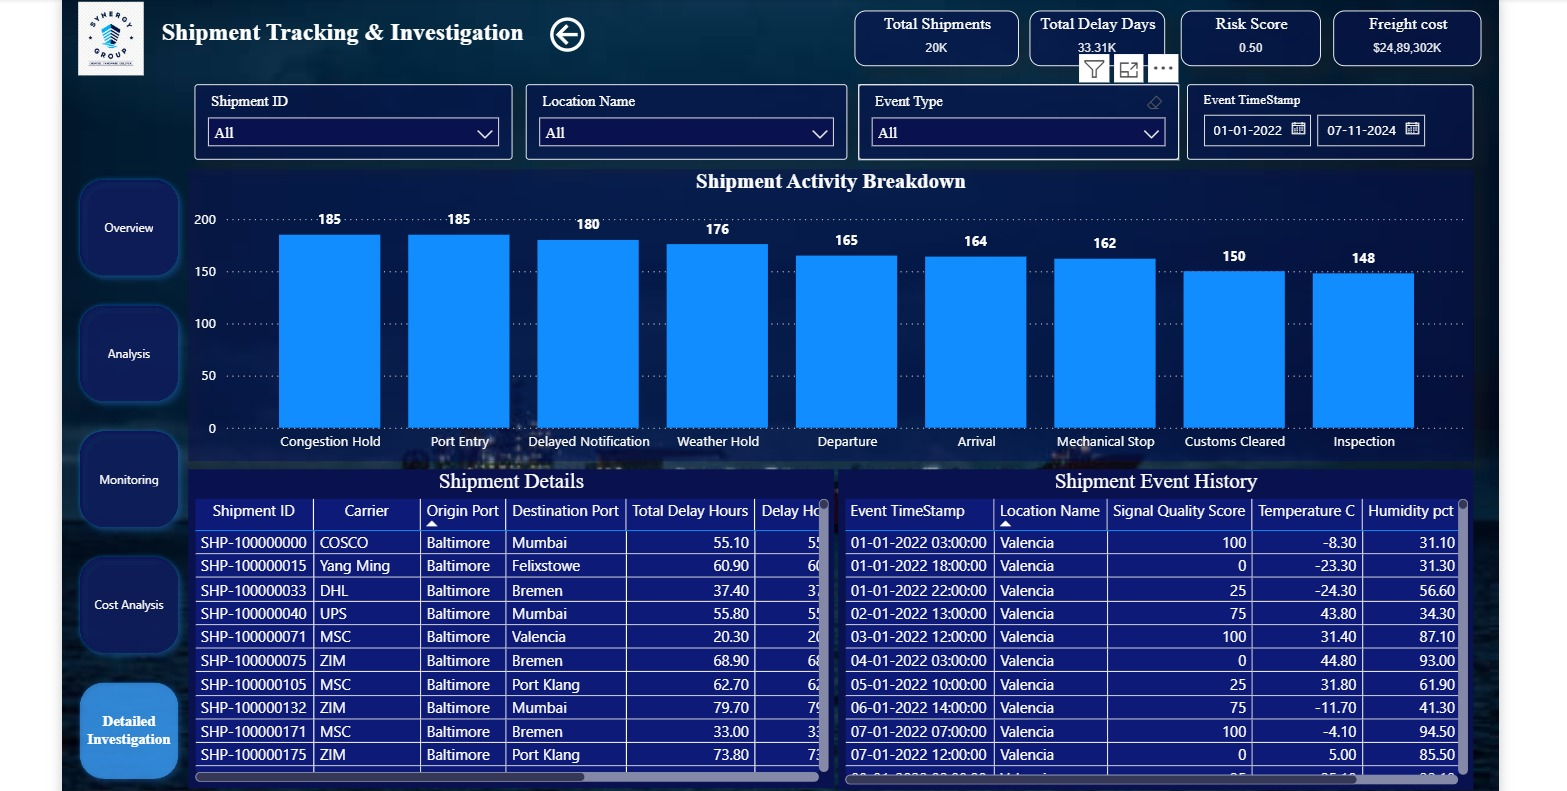 SYNERGY
GROUP
Shipment Tracking & Investigation
Total Shipments
20K
Total Delay Days
33.31K
Risk Score
0.50
Freight cost
$24,89,302K
Shipment ID
All
Location Name
All
Event Type
All
Event TimeStamp
01-01-2022 07-11-2024
Overview
Analysis
Monitoring
Cost Analysis
Detailed
Investigation
Shipment Activity Breakdown
200
150
100
50
0
185 185 180 176 165 164 162 150 148
Congestion Hold Port Entry Delayed Notification Weather Hold Departure Arrival Mechanical Stop Customs Cleared Inspection
Shipment Details
Shipment ID Carrier Origin Port Destination Port Total Delay Hours Delay Ho
SHP-100000000 COSCO Baltimore Mumbai 55.10 55
SHP-100000015 Yang Ming Baltimore Felixstowe 60.90 60
SHP-100000033 DHL Baltimore Bremen 37.40 37
SHP-100000040 UPS Baltimore Mumbai 55.80 55
SHP-100000071 MSC Baltimore Valencia 20.30 20
SHP-100000075 ZIM Baltimore Bremen 68.90 68
SHP-100000105 MSC Baltimore Port Klang 62.70 62
SHP-100000132 ZIM Baltimore Mumbai 79.70 79
SHP-100000171 MSC Baltimore Bremen 33.00 33
SHP-100000175 ZIM Baltimore Port Klang 73.80 73
Shipment Event History
Event TimeStamp Location Name Signal Quality Score Temperature C Humidity pct
01-01-2022 03:00:00 Valencia 100 -8.30 31.10
01-01-2022 18:00:00 Valencia 0 -23.30 31.30
01-01-2022 22:00:00 Valencia 25 -24.30 56.60
02-01-2022 13:00:00 Valencia 75 43.80 34.30
03-01-2022 12:00:00 Valencia 100 31.40 87.10
04-01-2022 03:00:00 Valencia 0 44.80 93.00
05-01-2022 10:00:00 Valencia 25 31.80 61.90
06-01-2022 14:00:00 Valencia 75 -11.70 41.30
07-01-2022 07:00:00 Valencia 100 -4.10 94.50
07-01-2022 12:00:00 Valencia 0 5.00 85.50